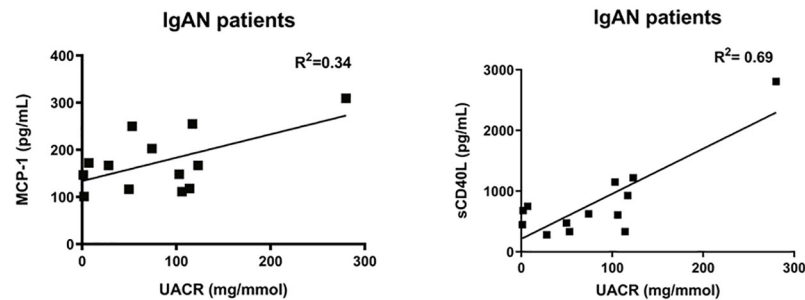 IgAN patients
R²=0.34
MCP-1 (pg/mL)
400
300
200
100
0
0 100 200 300
UACR (mg/mmol)
IgAN patients
R²= 0.69
sCD40L (pg/mL)
3000
2000
1000
0
0 100 200 300
UACR (mg/mmol)